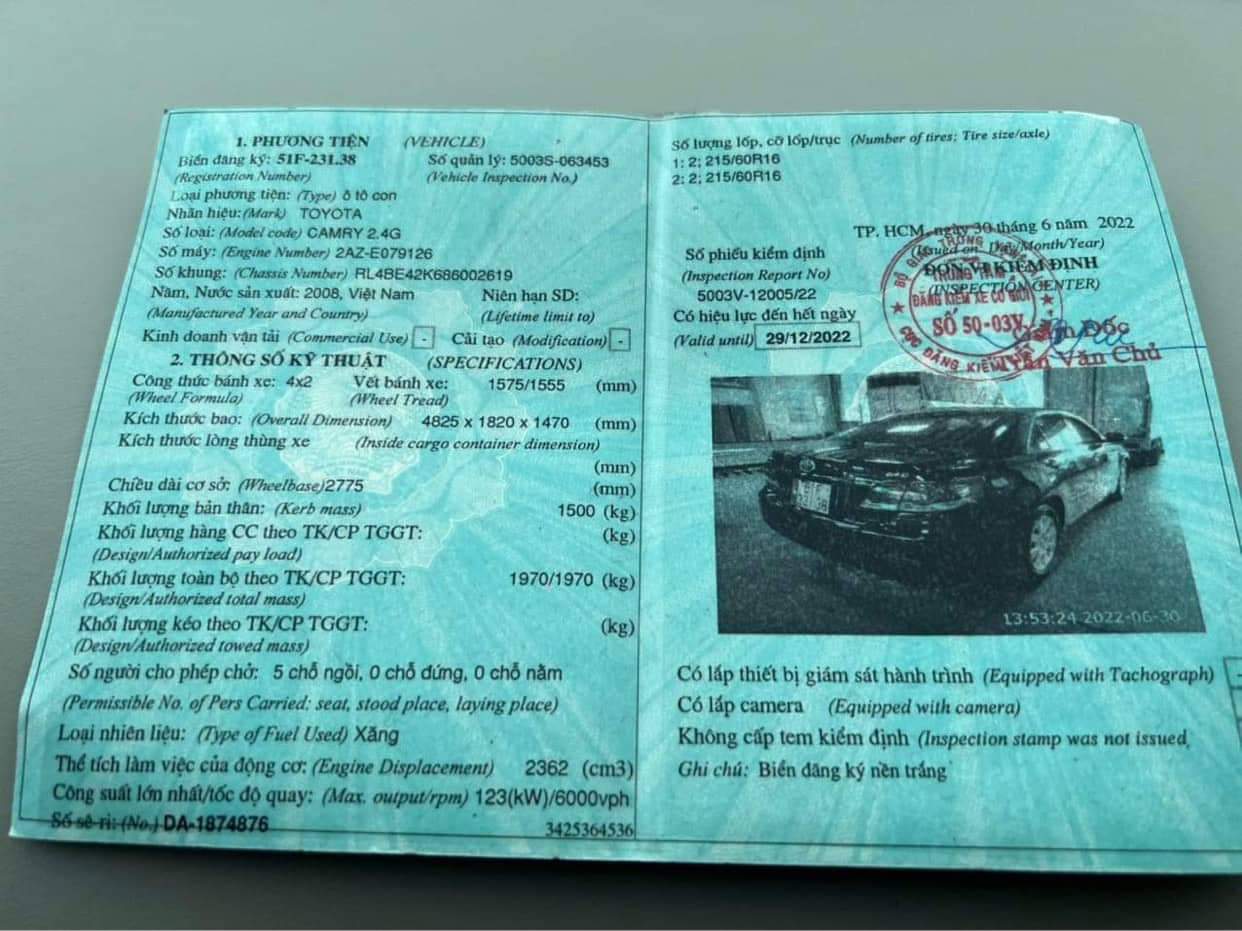 1. PHƯƠNG TIỆN (VEHICLE)
Biển đăng ký: 51F-231.38 Số quản lý: 5003S-063453
(Registration Number) (Vehicle Inspection No.)
Loại phương tiện: (Type) ô tô con
Nhãn hiệu: (Mark) TOYOTA
Số loại: (Model code) CAMRY 2.4G
Số máy: (Engine Number) 2AZ-E079126
Số khung: (Chassis Number) RL4BE42K686002619
Năm, Nước sản xuất: 2008, Việt Nam Niên hạn SD:
(Manufactured Year and Country) (Lifetime limit to)
Kinh doanh vận tải (Commercial Use) - Cải tạo (Modification) -
2. THÔNG SỐ KỸ THUẬT (SPECIFICATIONS)
Công thức bánh xe: 4x2 Vết bánh xe: 1575/1555 (mm)
(Wheel Formula) (Wheel Tread)
Kích thước bao: (Overall Dimension) 4825 x 1820 x 1470 (mm)
Kích thước lòng thùng xe (Inside cargo container dimension)
(mm)
Chiều dài cơ sở: (Wheelbase)2775 (mm)
Khối lượng bản thân: (Kerb mass) 1500 (kg)
Khối lượng hàng CC theo TK/CP TGGT: (kg)
(Design/Authorized pay load)
Khối lượng toàn bộ theo TK/CP TGGT: 1970/1970 (kg)
(Design/Authorized total mass)
Khối lượng kéo theo TK/CP TGGT: (kg)
(Design/Authorized towed mass)
Số người cho phép chở: 5 chỗ ngồi, 0 chỗ đứng, 0 chỗ nằm
(Permissible No. of Pers Carried: seat, stood place, laying place)
Loại nhiên liệu: (Type of Fuel Used) Xăng
Thể tích làm việc của động cơ: (Engine Displacement) 2362 (cm3)
Công suất lớn nhất/tốc độ quay: (Max. output/rpm) 123(kW)/6000vph
Số sê-ri: (No.) DA-1874876 3425364536
Số lượng lốp, cỡ lốp/trục (Number of tires; Tire size/axle)
1: 2; 215/60R16
2: 2; 215/60R16
TP. HCM, ngày 30 tháng 6 năm 2022
(Issued on: Day/Month/Year)
Số phiếu kiểm định ĐƠN VỊ KIỂM ĐỊNH
(Inspection Report No) (INSPECTION CENTER)
5003V-12005/22
Có hiệu lực đến hết ngày
(Valid until) 29/12/2022
TRUNG TÂM
ĐĂNG KIỂM XE CƠ GIỚI
SỐ 50-03V
CỤC ĐĂNG KIỂM
Văn Chủ
13:53:24 2022-06-30
Có lắp thiết bị giám sát hành trình (Equipped with Tachograph) -
Có lắp camera (Equipped with camera)
Không cấp tem kiểm định (Inspection stamp was not issued
Ghi chú: Biển đăng ký nền trắng